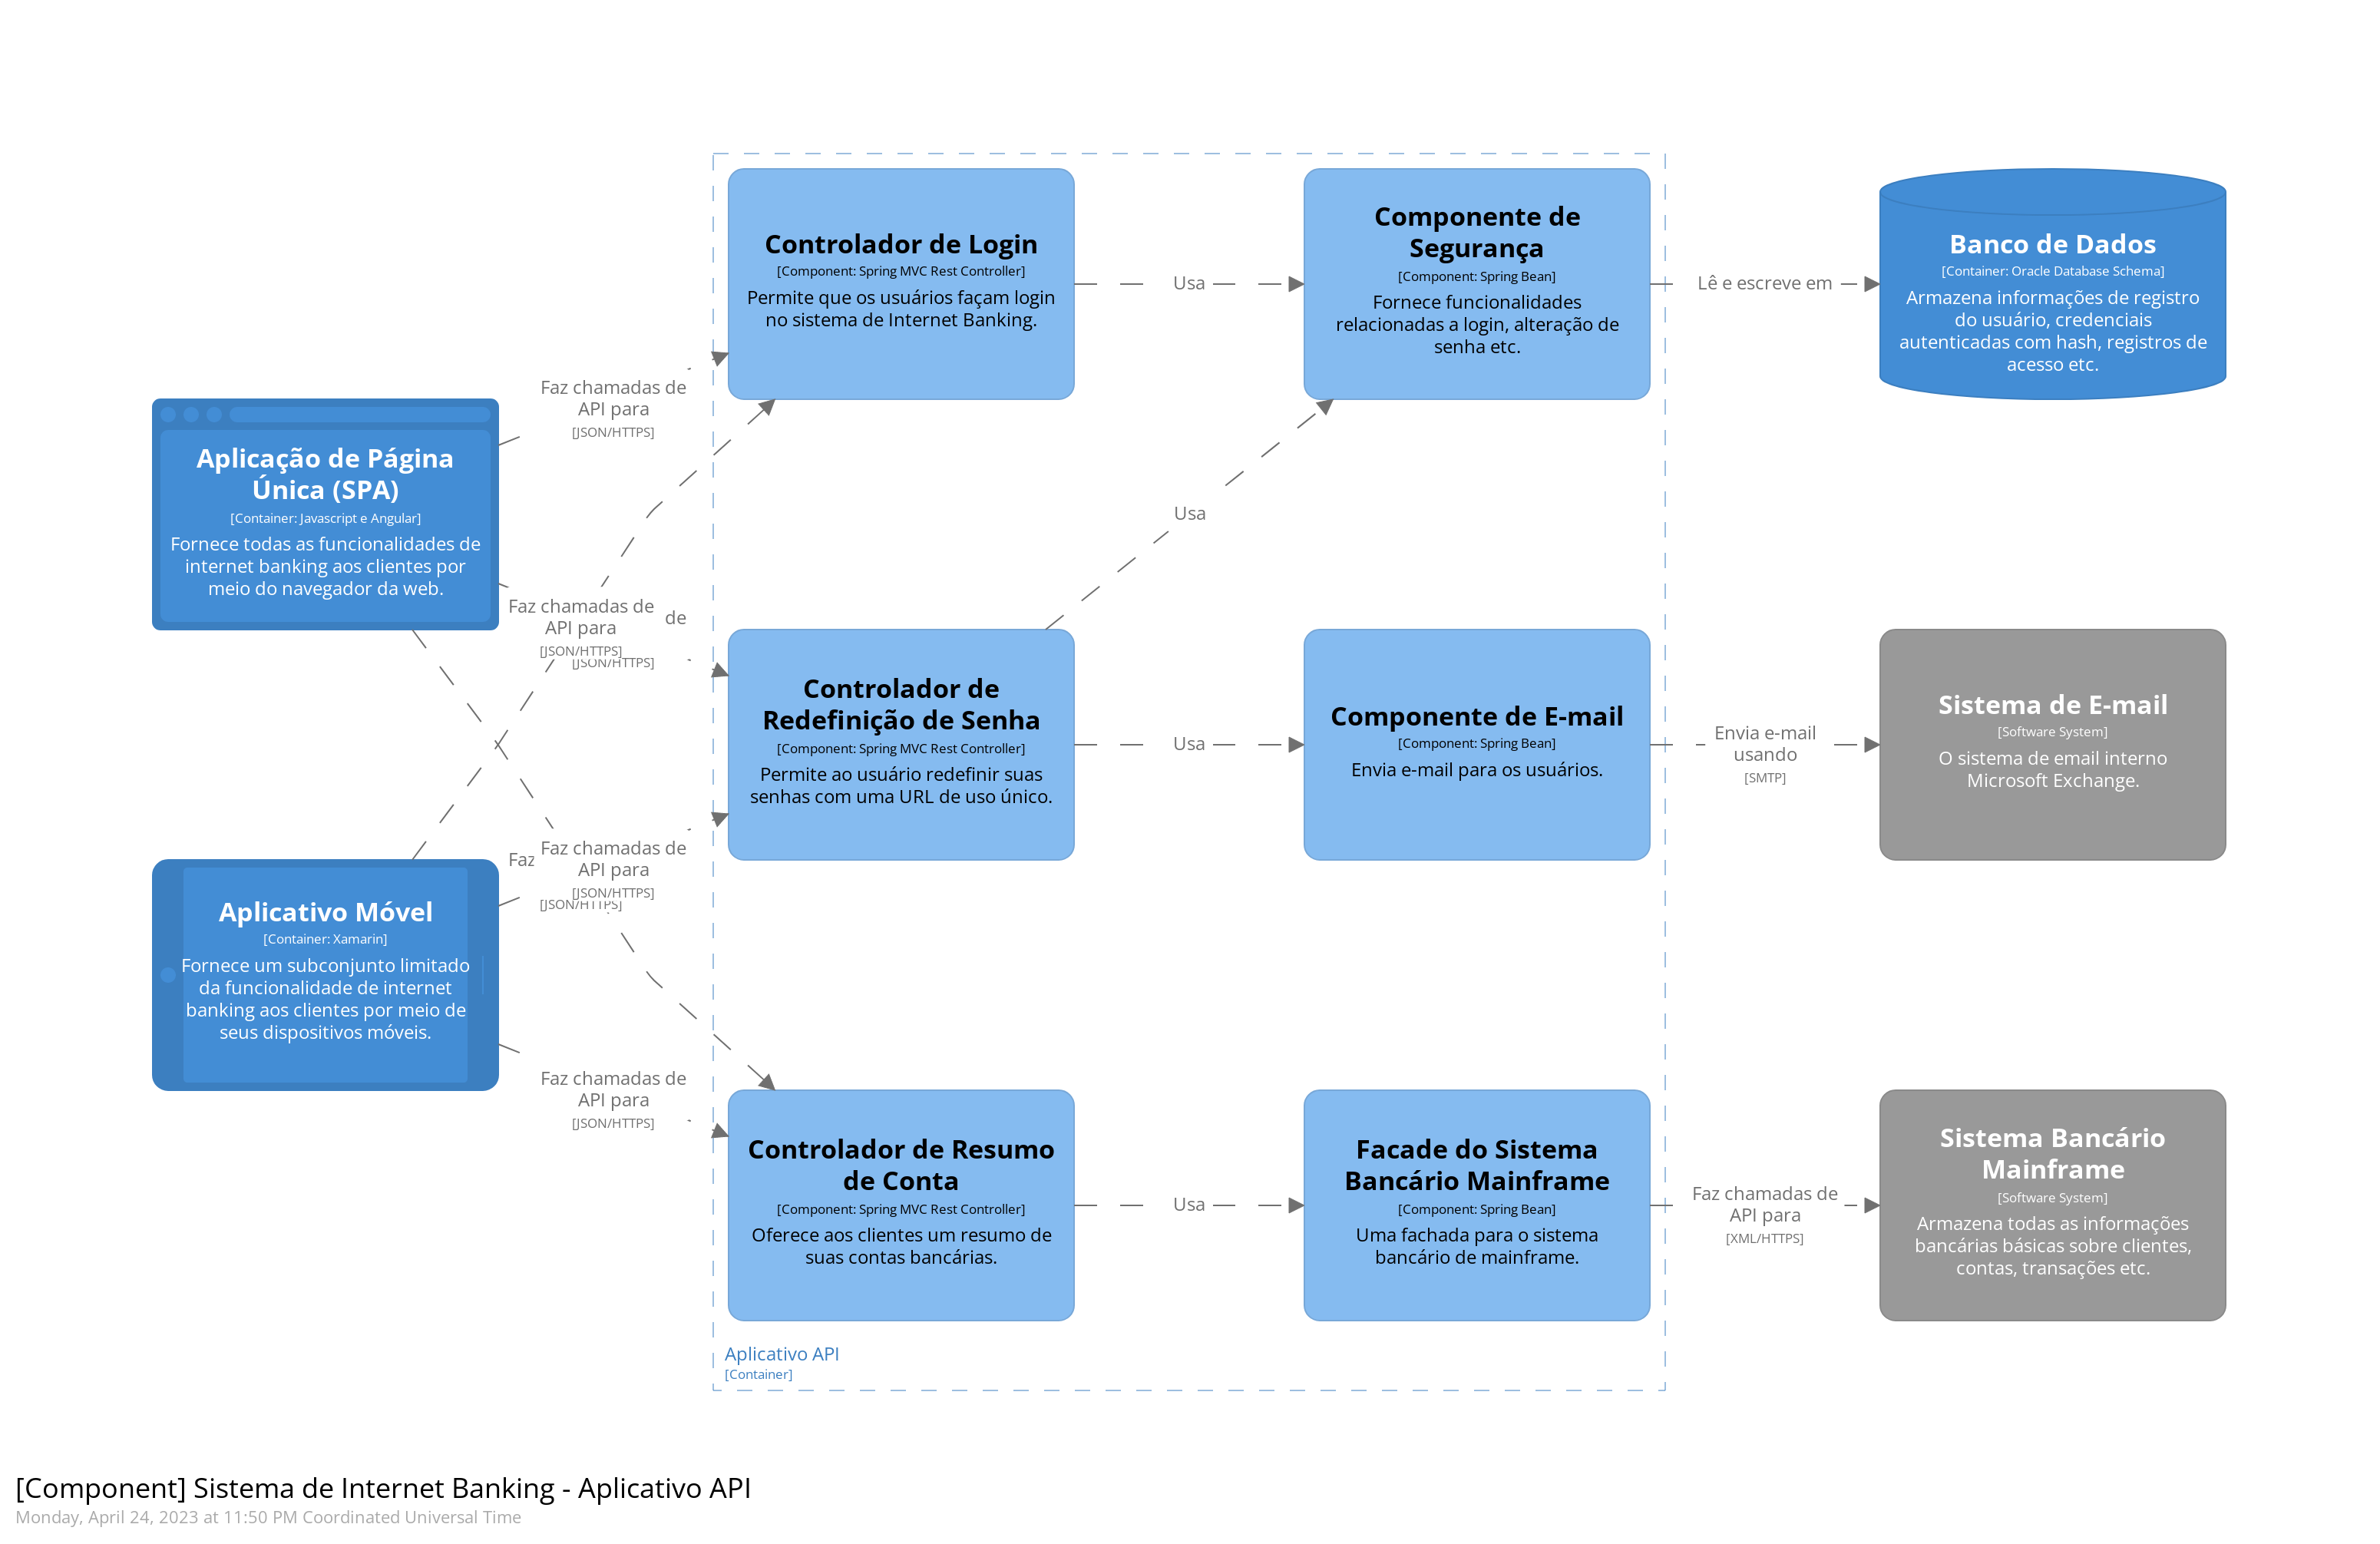 Controlador de Login
[Component: Spring MVC Rest Controller]
Permite que os usuários façam login
no sistema de Internet Banking.
Usa
Componente de
Segurança
[Component: Spring Bean]
Fornece funcionalidades
relacionadas a login, alteração de
senha etc.
Lê e escreve em
Banco de Dados
[Container: Oracle Database Schema]
Armazena informações de registro
do usuário, credenciais
autenticadas com hash, registros de
acesso etc.
Faz chamadas de
API para
[JSON/HTTPS]
Aplicação de Página
Única (SPA)
[Container: Javascript e Angular]
Fornece todas as funcionalidades de
internet banking aos clientes por
meio do navegador da web.
Usa
Faz chamadas de
API para
[JSON/HTTPS]
de
[JSON/HTTPS]
Controlador de
Redefinição de Senha
[Component: Spring MVC Rest Controller]
Permite ao usuário redefinir suas
senhas com uma URL de uso único.
Usa
Componente de E-mail
[Component: Spring Bean]
Envia e-mail para os usuários.
Envia e-mail
usando
[SMTP]
Sistema de E-mail
[Software System]
O sistema de email interno
Microsoft Exchange.
Faz
Faz chamadas de
API para
[JSON/HTTPS]
[JSON/HTTPS]
Aplicativo Móvel
[Container: Xamarin]
Fornece um subconjunto limitado
da funcionalidade de internet
banking aos clientes por meio de
seus dispositivos móveis.
Faz chamadas de
API para
[JSON/HTTPS]
Controlador de Resumo
de Conta
[Component: Spring MVC Rest Controller]
Oferece aos clientes um resumo de
suas contas bancárias.
Usa
Facade do Sistema
Bancário Mainframe
[Component: Spring Bean]
Uma fachada para o sistema
bancário de mainframe.
Faz chamadas de
API para
[XML/HTTPS]
Sistema Bancário
Mainframe
[Software System]
Armazena todas as informações
bancárias básicas sobre clientes,
contas, transações etc.
Aplicativo API
[Container]
[Component] Sistema de Internet Banking - Aplicativo API
Monday, April 24, 2023 at 11:50 PM Coordinated Universal Time